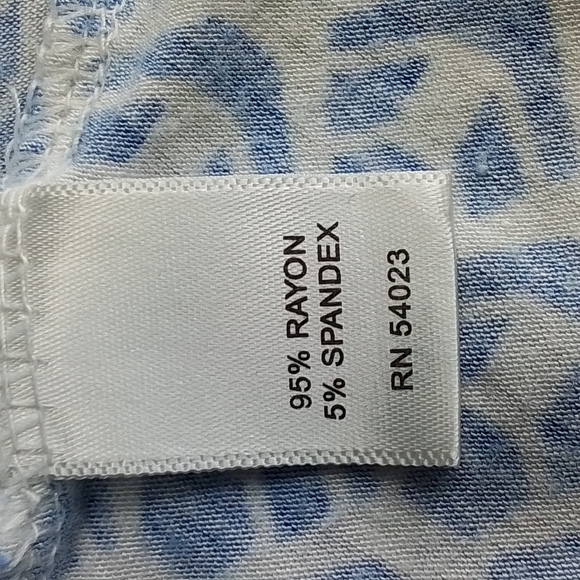 95% RAYON
5% SPANDEX
RN 54023